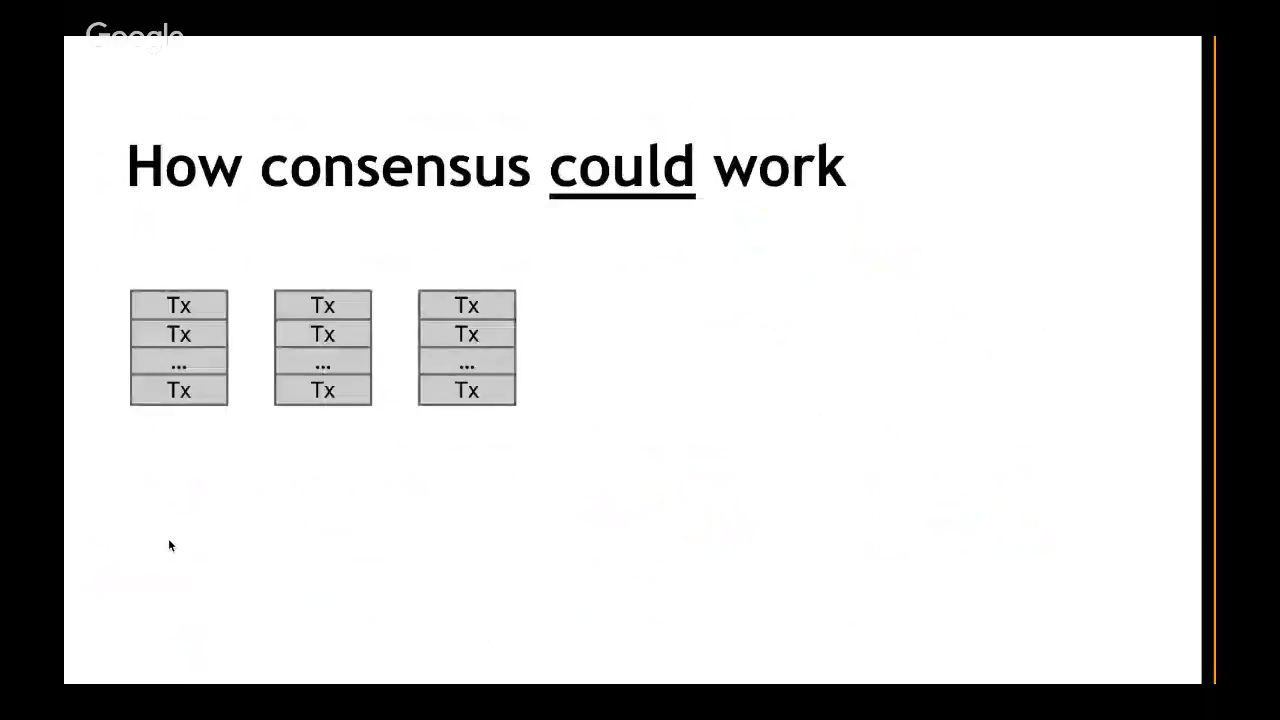 Google
How consensus could work
Tx Tx Tx
Tx Tx Tx
... ... ...
Tx Tx Tx